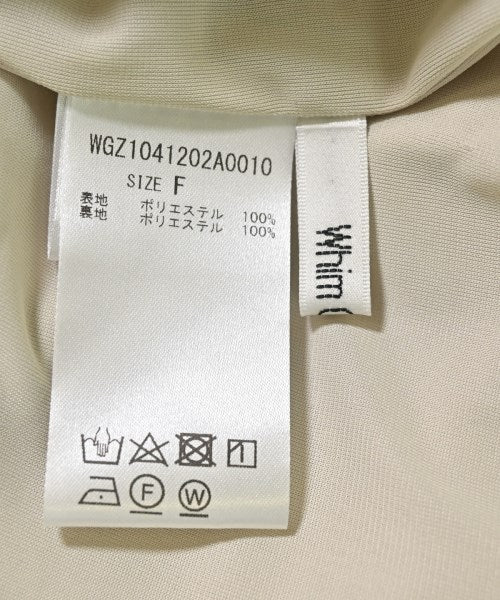 WGZ1041202A0010
SIZE F
表地 ポリエステル 100%
裏地 ポリエステル 100%
F W
Whim